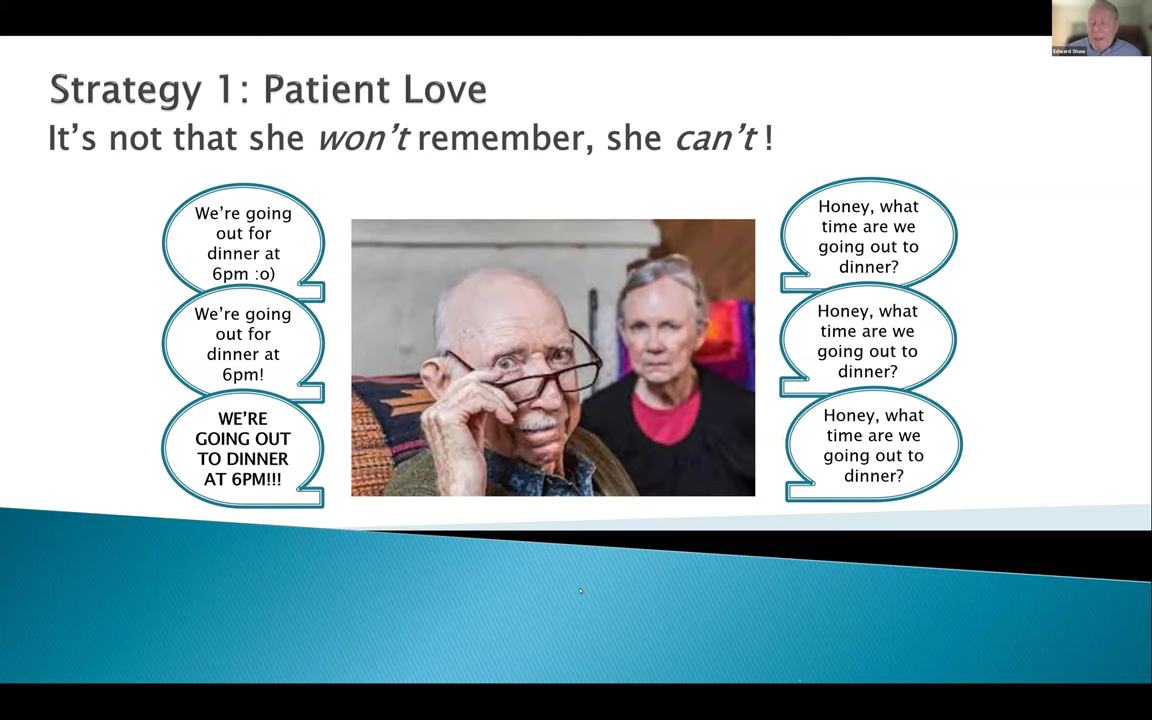 Edward Shaw
Strategy 1: Patient Love
It's not that she won't remember, she can't !
We're going
out for
dinner at
6pm :o)
We're going
out for
dinner at
6pm!
WE'RE
GOING OUT
TO DINNER
AT 6PM!!!
Honey, what
time are we
going out to
dinner?
Honey, what
time are we
going out to
dinner?
Honey, what
time are we
going out to
dinner?